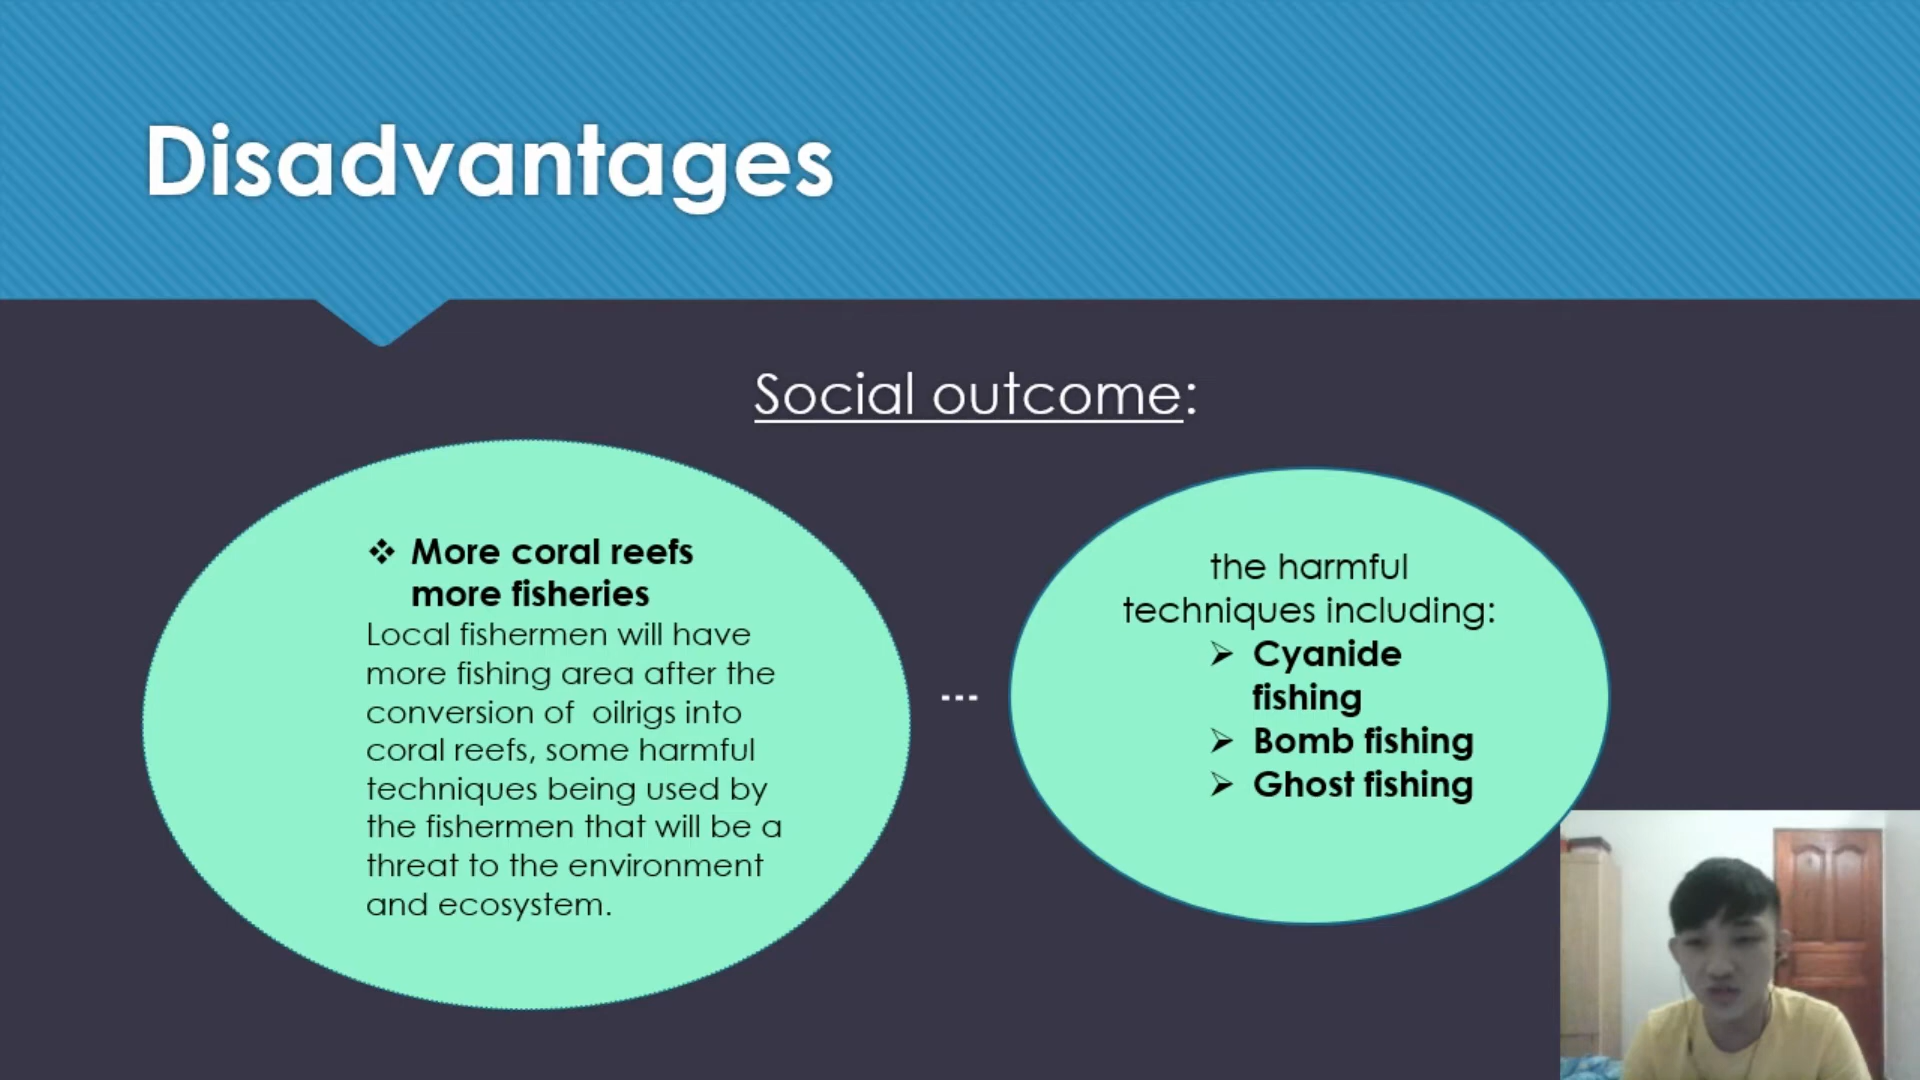 Disadvantages
Social outcome:
❖ More coral reefs
more fisheries
Local fishermen will have
more fishing area after the
conversion of  oilrigs into
coral reefs, some harmful
techniques being used by
the fishermen that will be a
threat to the environment
and ecosystem.
---
the harmful
techniques including:
➢ Cyanide
fishing
➢ Bomb fishing
➢ Ghost fishing